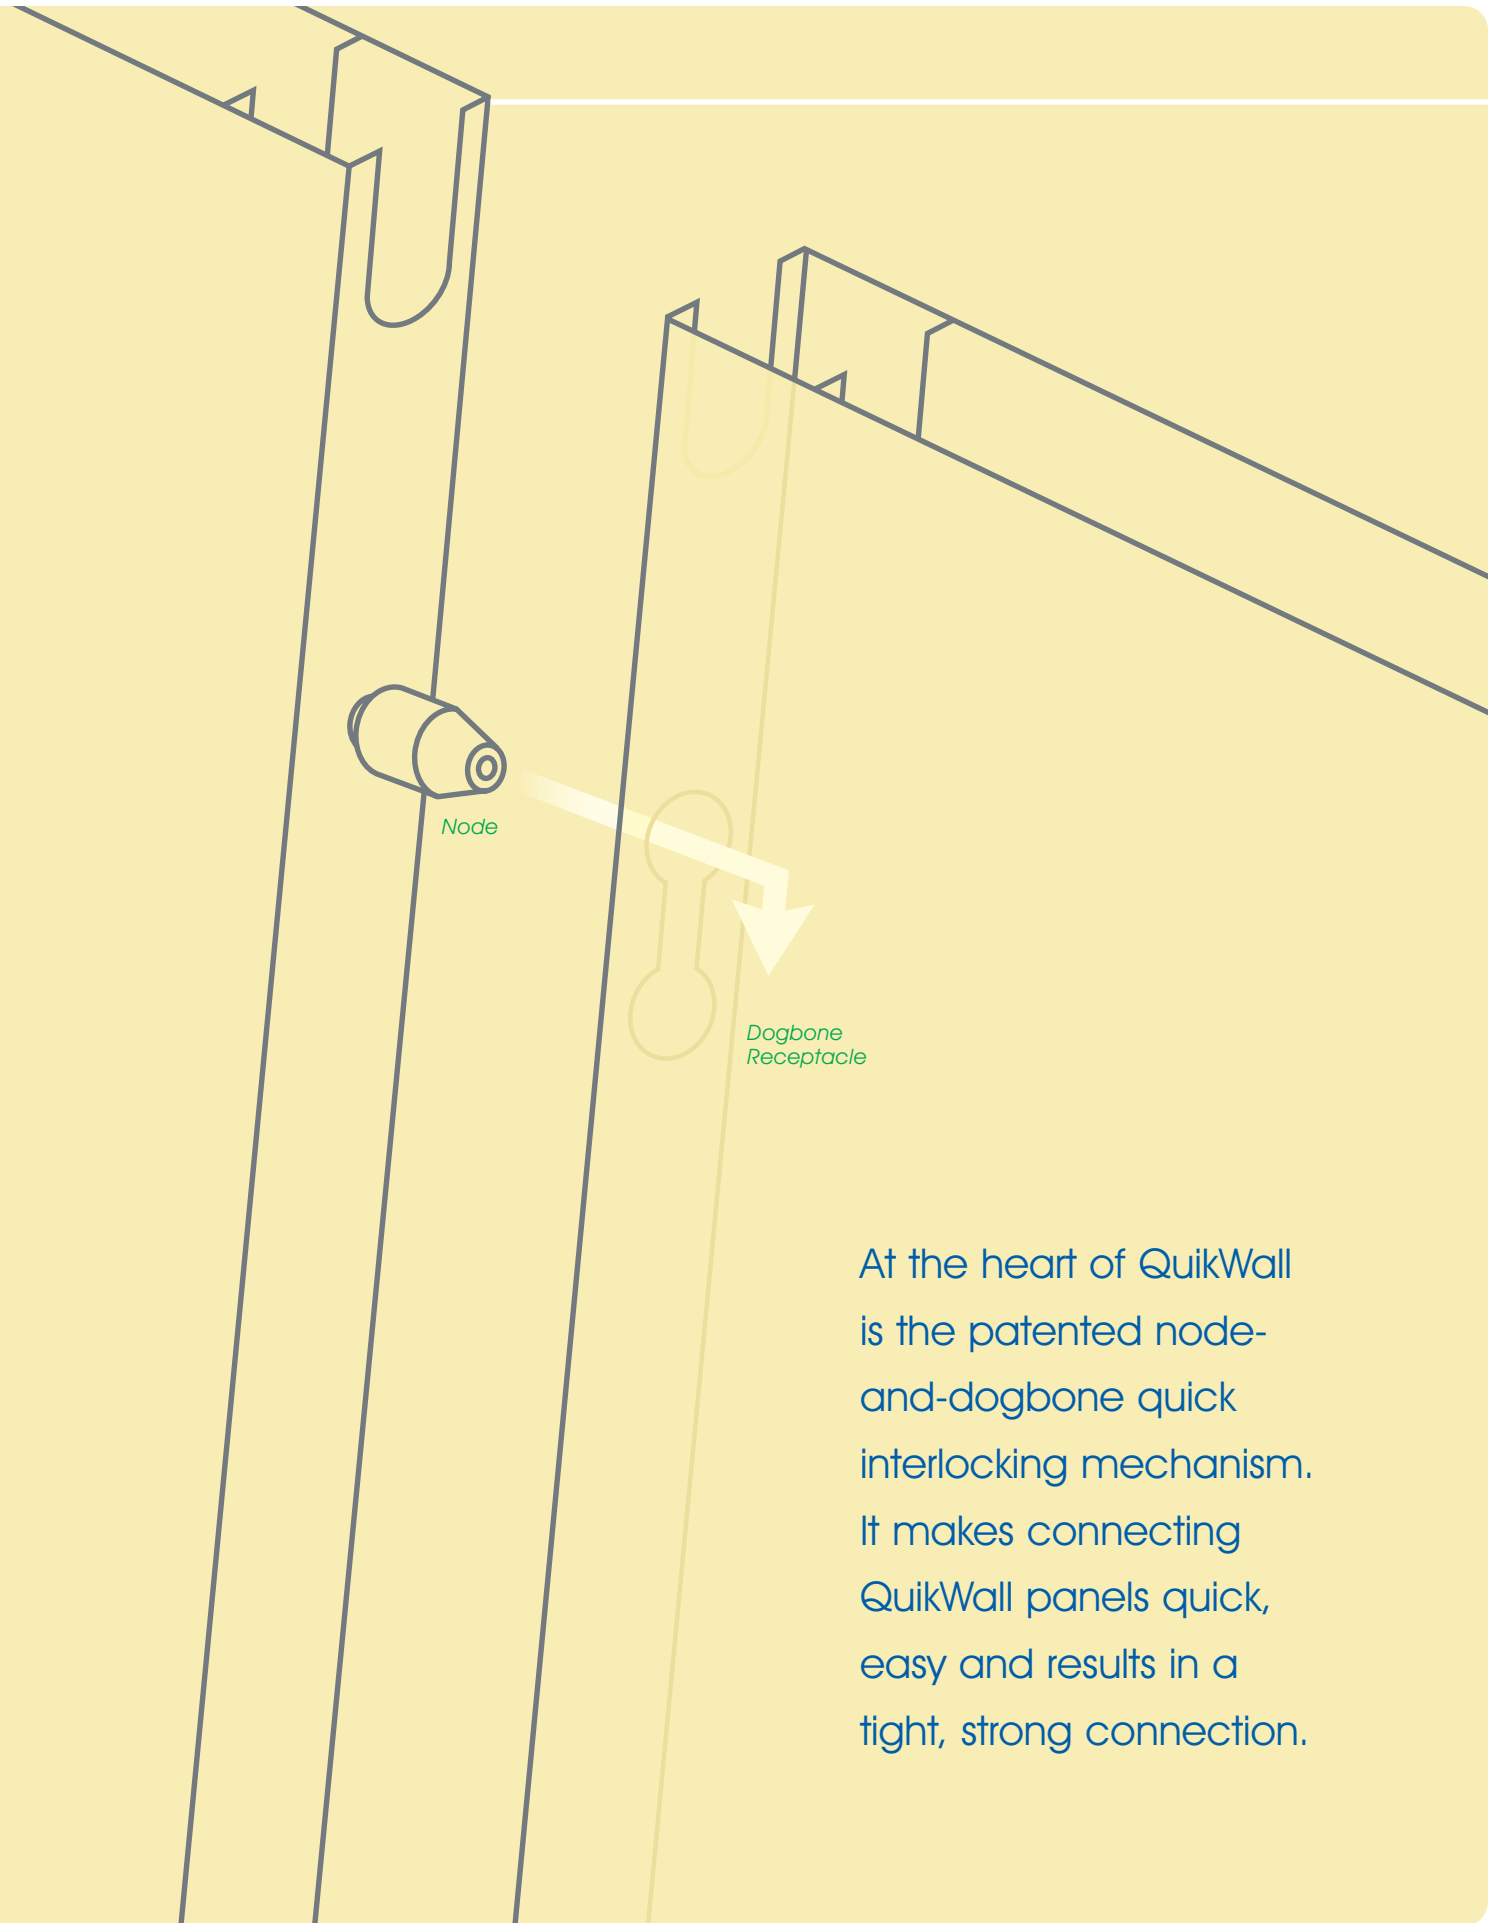 Node
Dogbone
Receptacle
At the heart of QuikWall
is the patented node-
and-dogbone quick
interlocking mechanism.
It makes connecting
QuikWall panels quick,
easy and results in a
tight, strong connection.